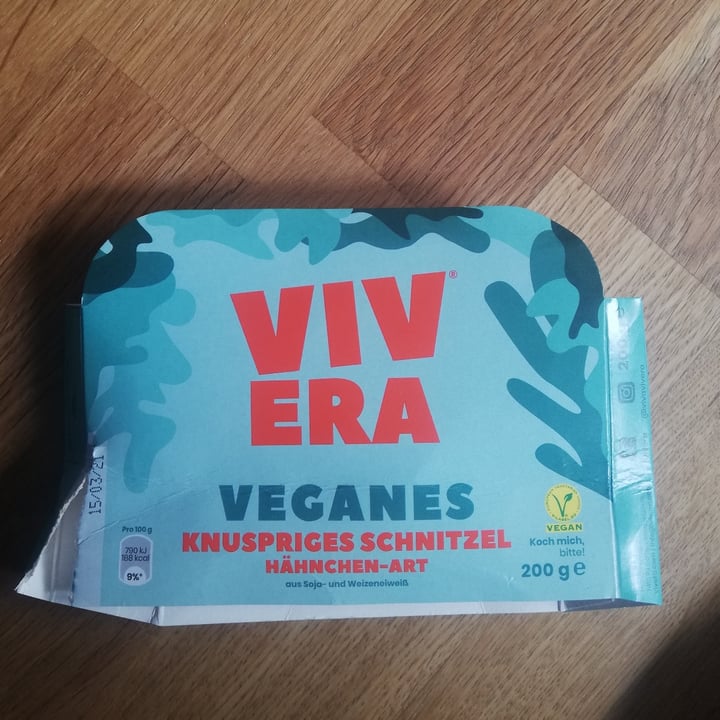 VIV
ERA
®
15/03/21
VEGANES
KNUSPRIGES SCHNITZEL
HÄHNCHEN-ART
aus Soja- und Weizeneiweiß
Pro 100 g
790 kJ
188 kcal
9%*
VEGAN
Koch mich,
bitte!
200 g e